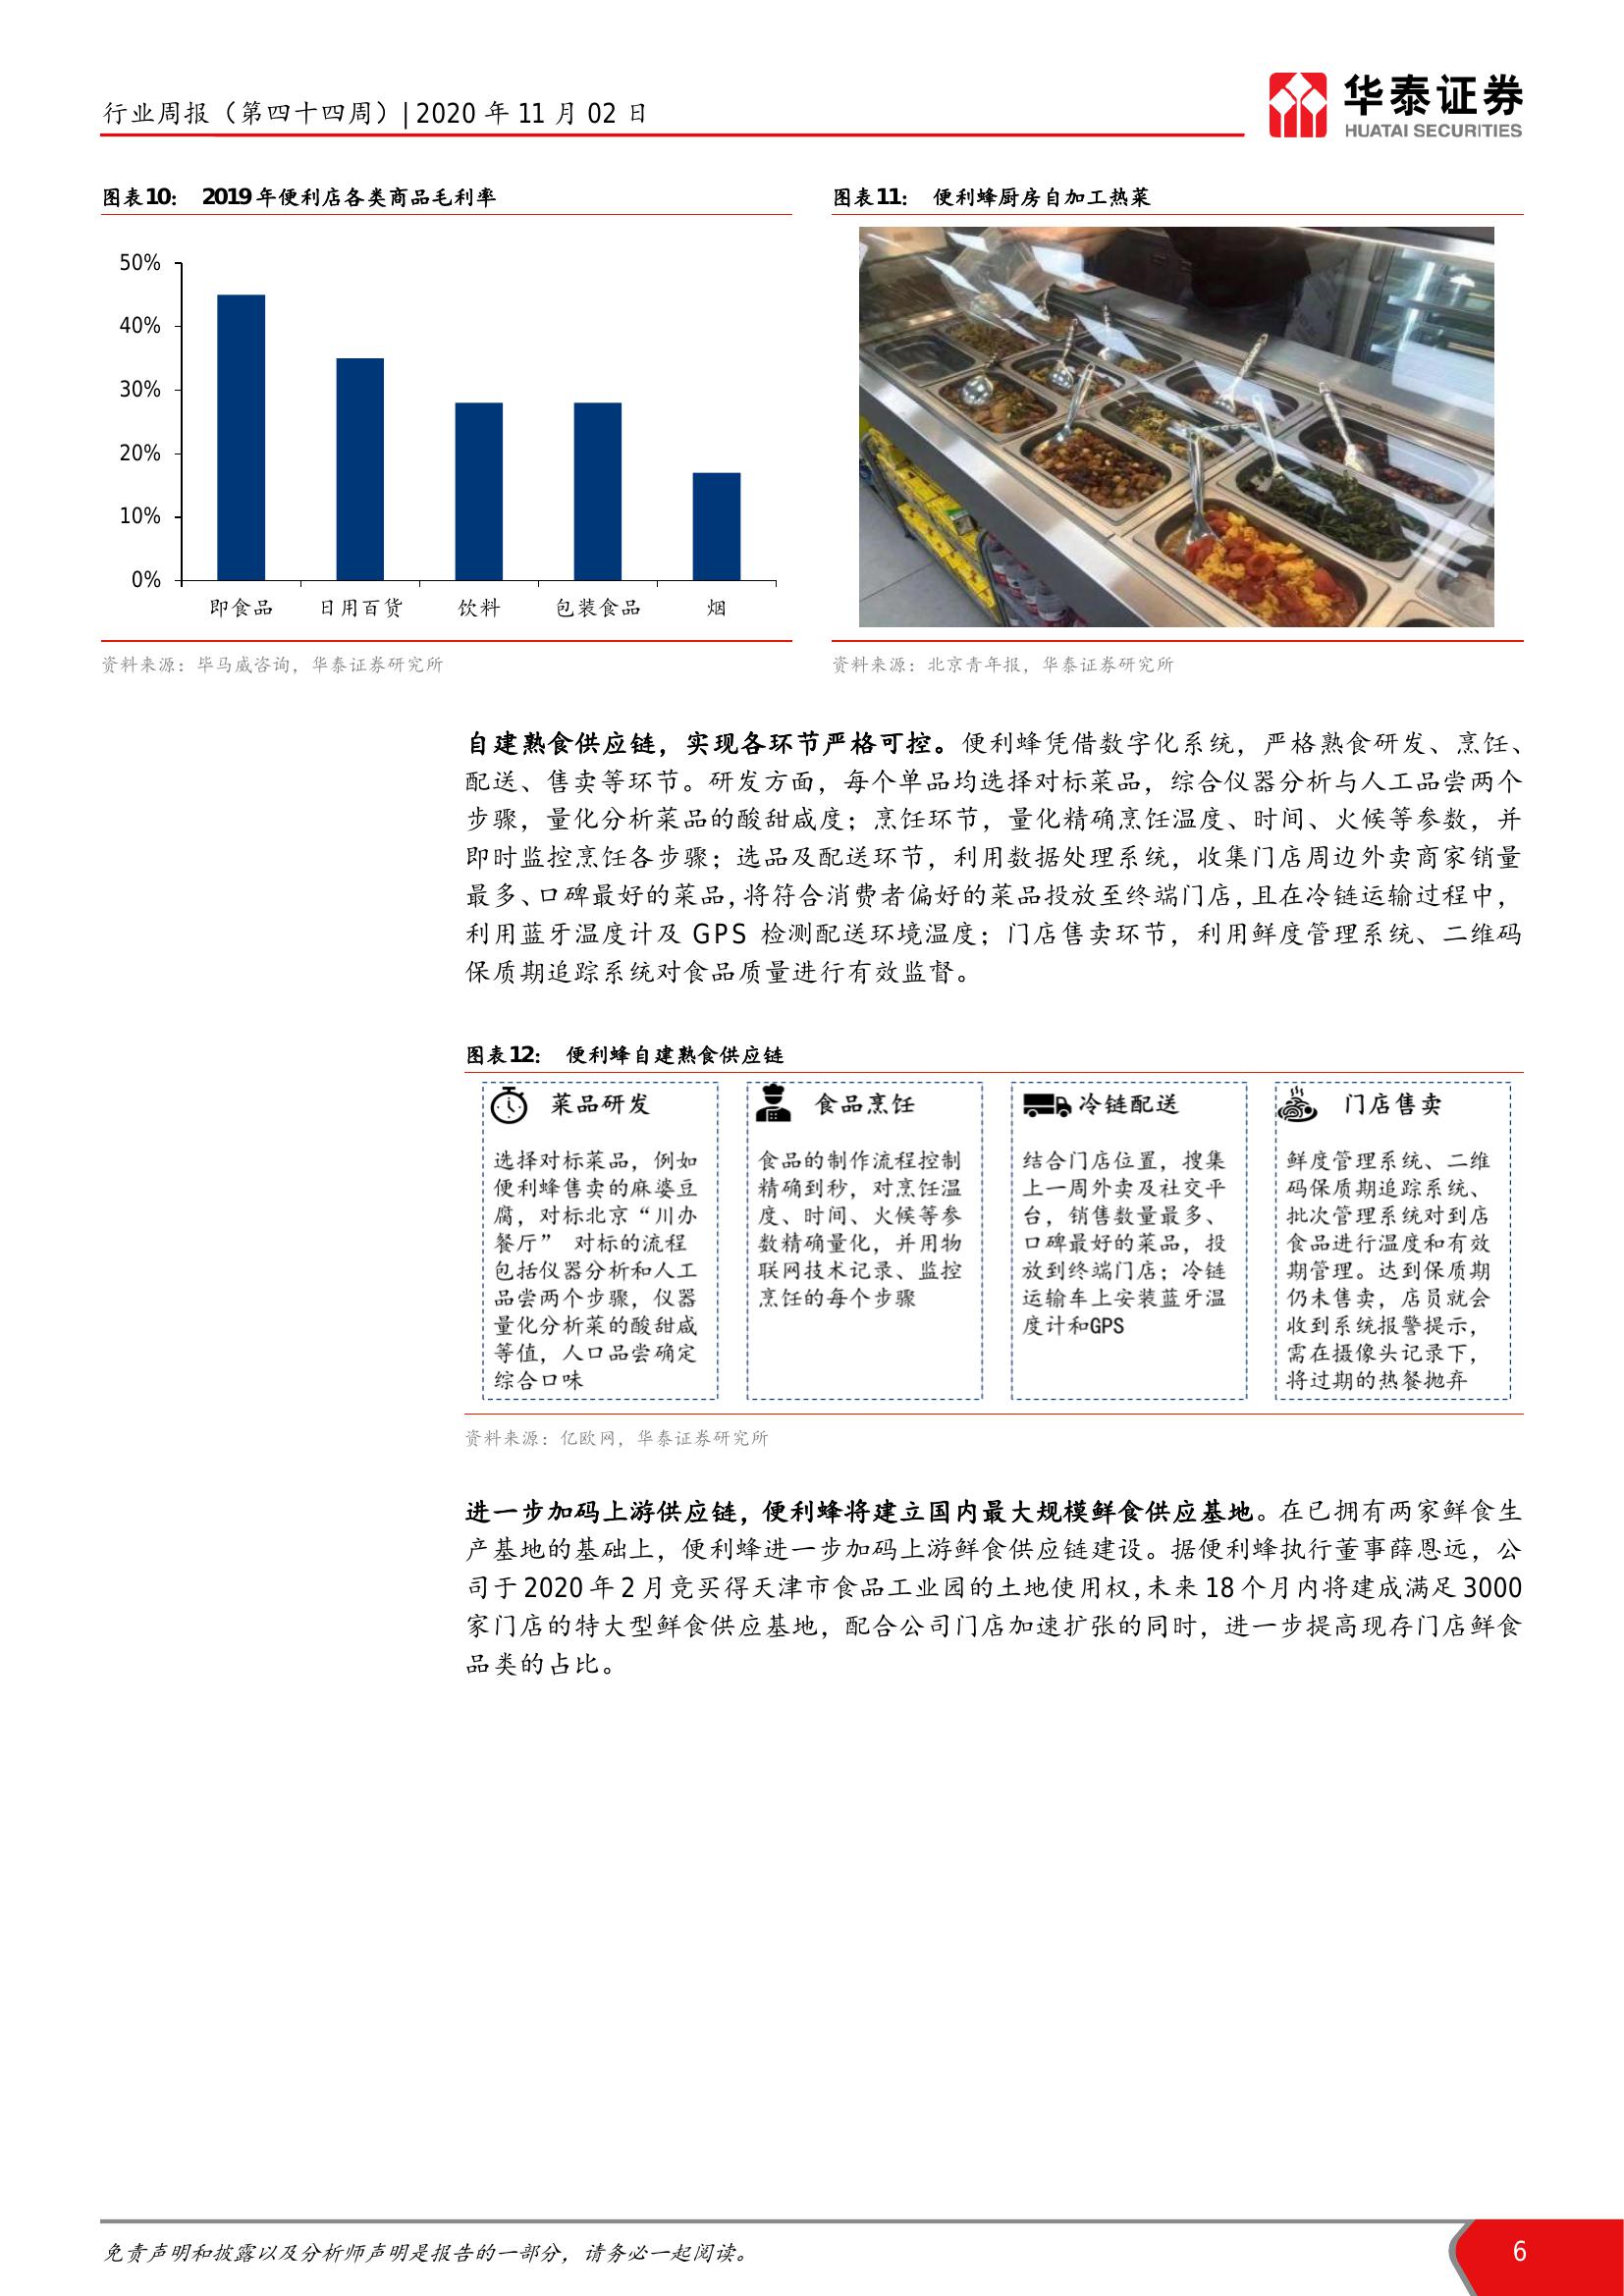 行业周报（第四十四周）| 2020 年 11 月 02 日
华泰证券
HUATAI SECURITIES
图表10： 2019年便利店各类商品毛利率
50%
40%
30%
20%
10%
0%
即食品 日用百货 饮料 包装食品 烟
资料来源：毕马威咨询，华泰证券研究所
图表11： 便利蜂厨房自加工热菜
资料来源：北京青年报，华泰证券研究所
自建熟食供应链，实现各环节严格可控。便利蜂凭借数字化系统，严格熟食研发、烹饪、
配送、售卖等环节。研发方面，每个单品均选择对标菜品，综合仪器分析与人工品尝两个
步骤，量化分析菜品的酸甜咸度；烹饪环节，量化精确烹饪温度、时间、火候等参数，并
即时监控烹饪各步骤；选品及配送环节，利用数据处理系统，收集门店周边外卖商家销量
最多、口碑最好的菜品，将符合消费者偏好的菜品投放至终端门店，且在冷链运输过程中，
利用蓝牙温度计及 GPS 检测配送环境温度；门店售卖环节，利用鲜度管理系统、二维码
保质期追踪系统对食品质量进行有效监督。
图表12： 便利蜂自建熟食供应链
菜品研发
选择对标菜品，例如
便利蜂售卖的麻婆豆
腐，对标北京“川办
餐厅” 对标的流程
包括仪器分析和人工
品尝两个步骤，仪器
量化分析菜的酸甜咸
等值，人口品尝确定
综合口味
食品烹饪
食品的制作流程控制
精确到秒，对烹饪温
度、时间、火候等参
数精确量化，并用物
联网技术记录、监控
烹饪的每个步骤
冷链配送
结合门店位置，搜集
上一周外卖及社交平
台，销售数量最多、
口碑最好的菜品，投
放到终端门店；冷链
运输车上安装蓝牙温
度计和GPS
门店售卖
鲜度管理系统、二维
码保质期追踪系统、
批次管理系统对到店
食品进行温度和有效
期管理。达到保质期
仍未售卖，店员就会
收到系统报警提示，
需在摄像头记录下，
将过期的热餐抛弃
资料来源：亿欧网，华泰证券研究所
进一步加码上游供应链，便利蜂将建立国内最大规模鲜食供应基地。在已拥有两家鲜食生
产基地的基础上，便利蜂进一步加码上游鲜食供应链建设。据便利蜂执行董事薛恩远，公
司于 2020 年 2 月竞买得天津市食品工业园的土地使用权，未来 18 个月内将建成满足 3000
家门店的特大型鲜食供应基地，配合公司门店加速扩张的同时，进一步提高现存门店鲜食
品类的占比。
免责声明和披露以及分析师声明是报告的一部分，请务必一起阅读。
6